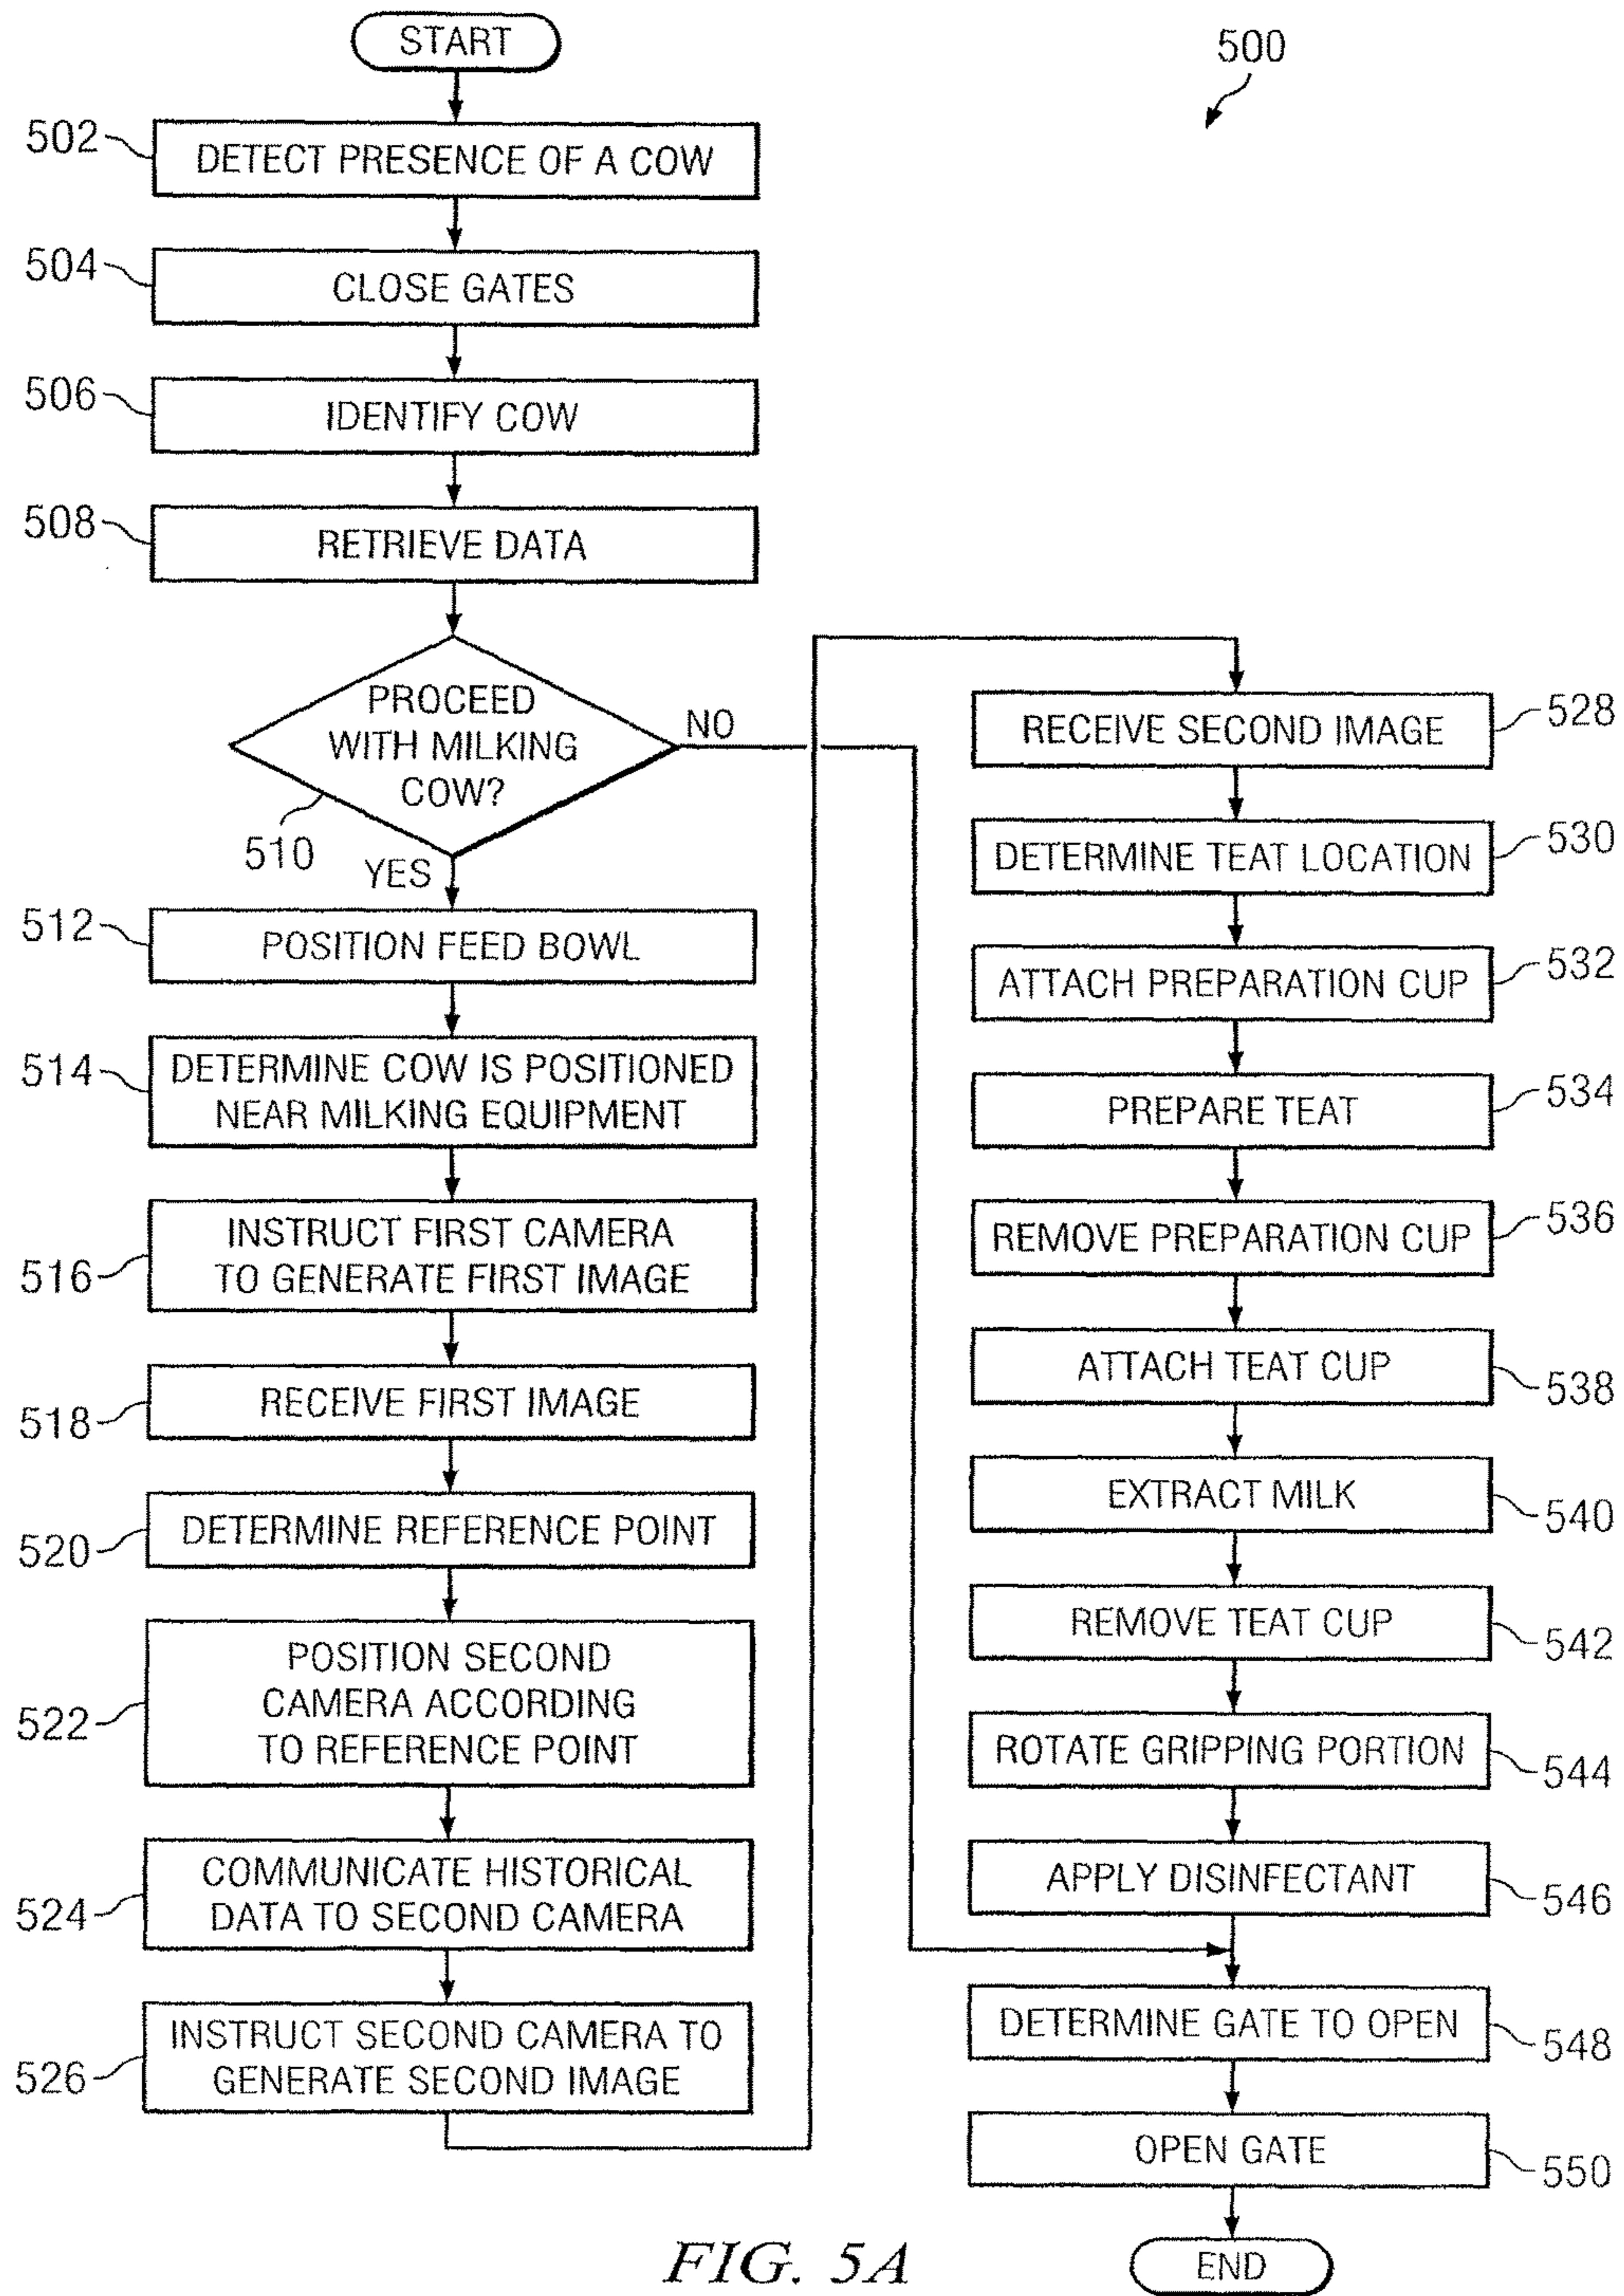 START
500
502
DETECT PRESENCE OF A COW
504
CLOSE GATES
506
IDENTIFY COW
508
RETRIEVE DATA
PROCEED
WITH MILKING
COW?
NO
510
YES
512
POSITION FEED BOWL
514
DETERMINE COW IS POSITIONED
NEAR MILKING EQUIPMENT
516
INSTRUCT FIRST CAMERA
TO GENERATE FIRST IMAGE
518
RECEIVE FIRST IMAGE
520
DETERMINE REFERENCE POINT
522
POSITION SECOND
CAMERA ACCORDING
TO REFERENCE POINT
524
COMMUNICATE HISTORICAL
DATA TO SECOND CAMERA
526
INSTRUCT SECOND CAMERA TO
GENERATE SECOND IMAGE
RECEIVE SECOND IMAGE
528
DETERMINE TEAT LOCATION
530
ATTACH PREPARATION CUP
532
PREPARE TEAT
534
REMOVE PREPARATION CUP
536
ATTACH TEAT CUP
538
EXTRACT MILK
540
REMOVE TEAT CUP
542
ROTATE GRIPPING PORTION
544
APPLY DISINFECTANT
546
DETERMINE GATE TO OPEN
548
OPEN GATE
550
END
FIG. 5A